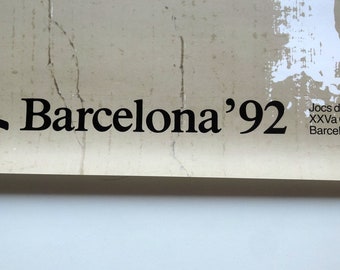 Barcelona '92
Jocs d
XXVa
Barcel